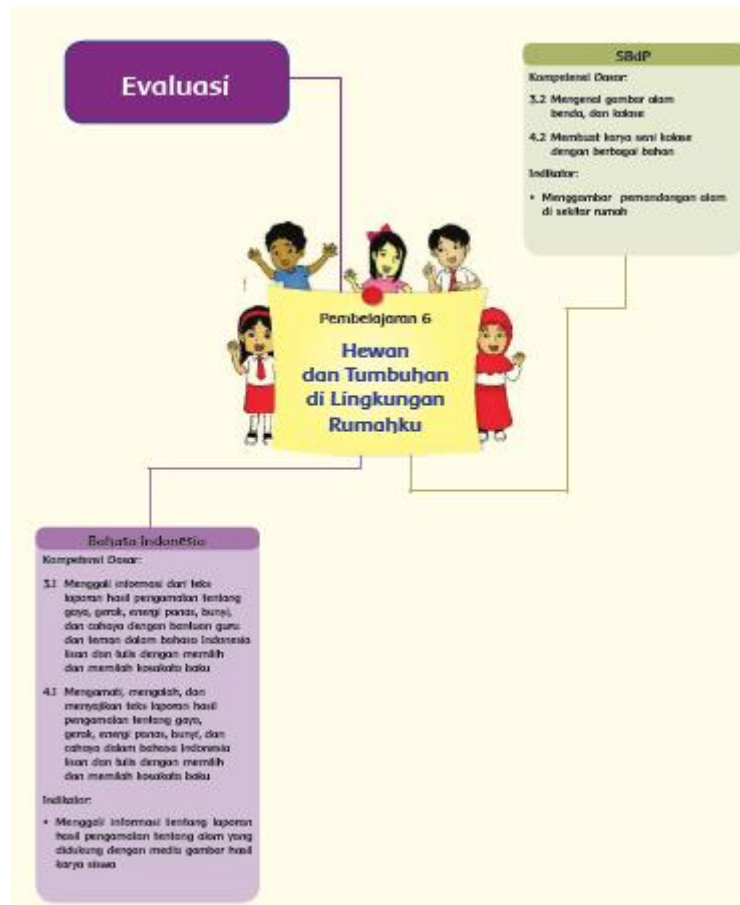 Evaluasi
SBdP
Kompetensi Dasar:
3.2 Mengenal gambar alam
benda, dan kolase
4.2 Membuat karya seni kolase
dengan berbagai bahan
Indikator:
• Menggambar pemandangan alam
di sekitar rumah
Pembelajaran 6
Hewan
dan Tumbuhan
di Lingkungan
Rumahku
Bahasa Indonesia
Kompetensi Dasar:
3.1 Menggali informasi dari teks
laporan hasil pengamatan tentang
gaya, gerak, energi panas, bunyi,
dan cahaya dengan bantuan guru
dan teman dalam bahasa Indonesia
lisan dan tulis dengan memilih
dan memilah kosakata baku
4.1 Mengamati, mengolah, dan
menyajikan teks laporan hasil
pengamatan tentang gaya,
gerak, energi panas, bunyi, dan
cahaya dalam bahasa Indonesia
lisan dan tulis dengan memilih
dan memilah kosakata baku
Indikator:
• Menggali informasi tentang laporan
hasil pengamatan tentang alam yang
didukung dengan media gambar hasil
karya siswa